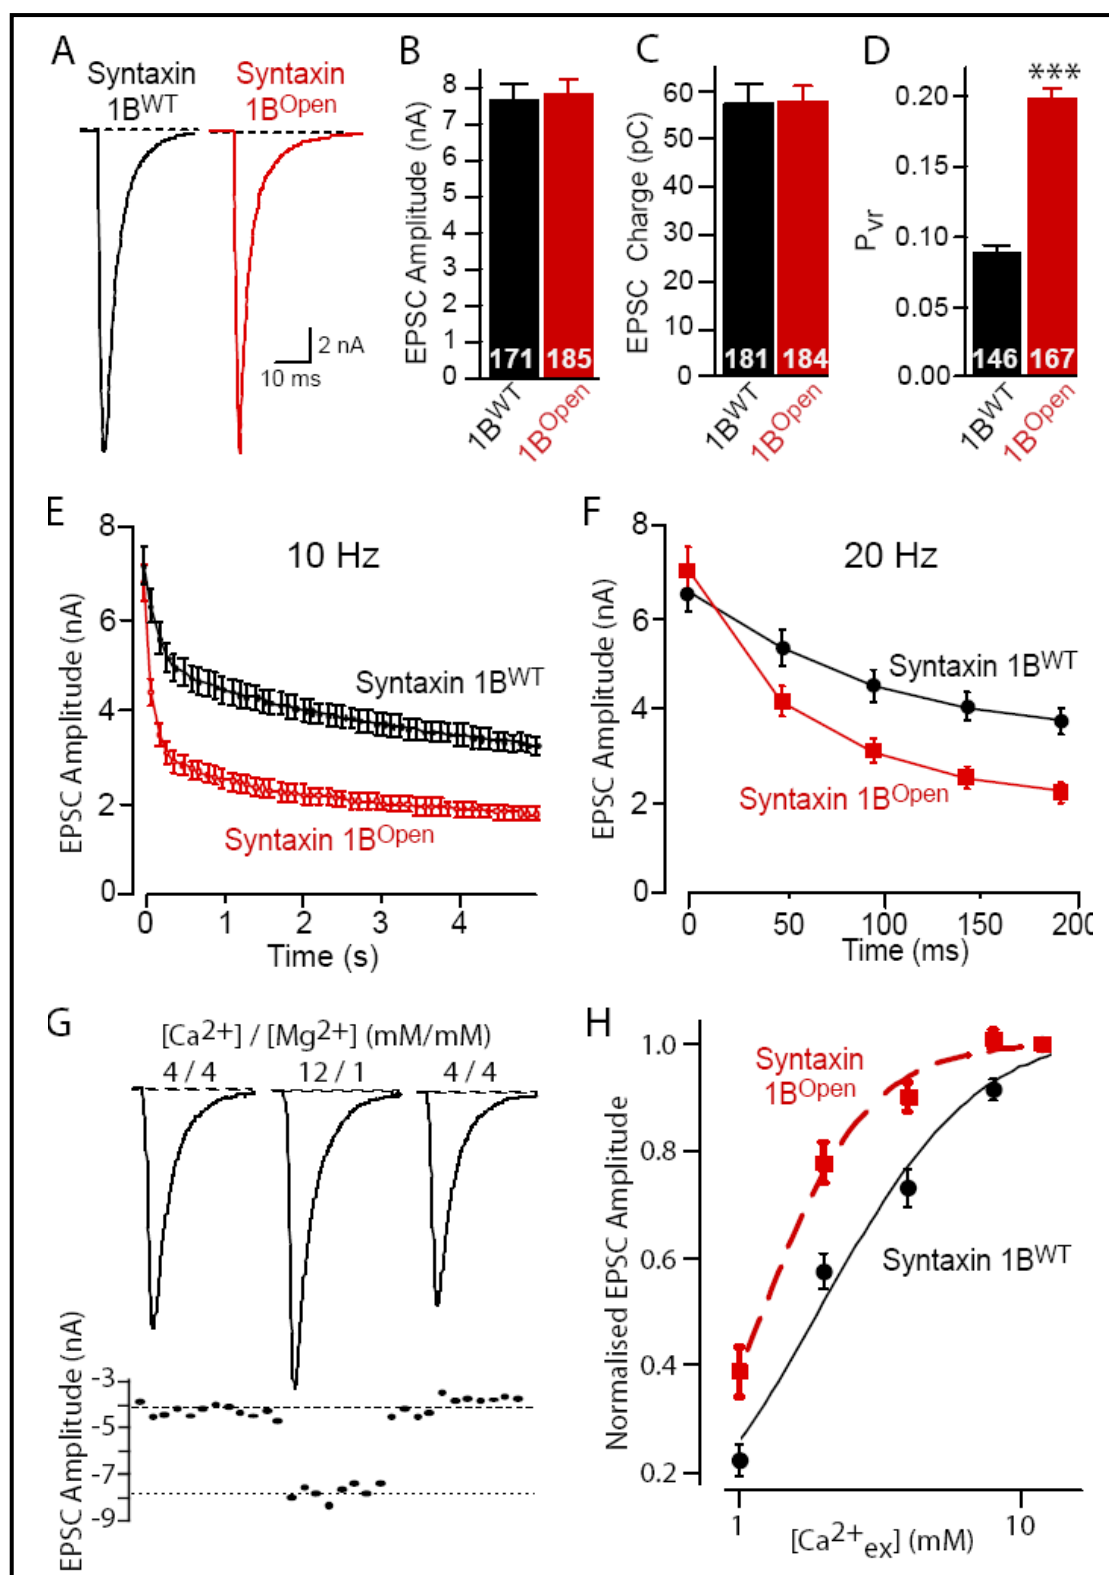 A
Syntaxin
1BWT
Syntaxin
1BOpen
2 nA
10 ms
B
EPSC Amplitude (nA)
8
7
6
5
4
3
2
1
0
171
185
1BWT
1BOpen
C
EPSC Charge (pC)
60
50
40
30
20
10
0
181
184
1BWT
1BOpen
D
***
Pvr
0.20
0.15
0.10
0.05
0.00
146
167
1BWT
1BOpen
E
10 Hz
EPSC Amplitude (nA)
8
6
4
2
0
Syntaxin 1BWT
Syntaxin 1BOpen
0 1 2 3 4
Time (s)
F
20 Hz
EPSC Amplitude (nA)
8
6
4
2
0
Syntaxin 1BWT
Syntaxin 1BOpen
0 50 100 150 200
Time (ms)
G
[Ca2+] / [Mg2+] (mM/mM)
4 / 4 12 / 1 4 / 4
EPSC Amplitude (nA)
-3
-5
-7
-9
H
Normalised EPSC Amplitude
1.0
0.8
0.6
0.4
0.2
Syntaxin
1BOpen
Syntaxin 1BWT
1 10
[Ca2+ex] (mM)